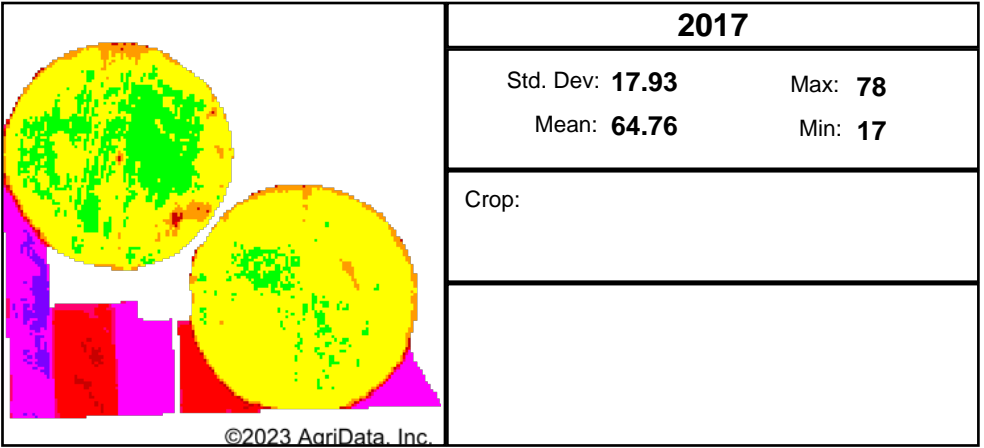 2017
Std. Dev: 17.93 Max: 78
Mean: 64.76 Min: 17
Crop:
©2023 AgriData, Inc.